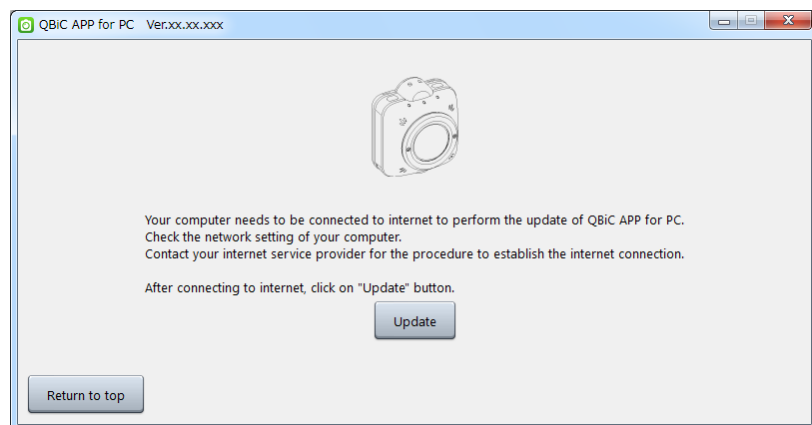 QBiC APP for PC Ver.xx.xx.xxx
Your computer needs to be connected to internet to perform the update of QBiC APP for PC.
Check the network setting of your computer.
Contact your internet service provider for the procedure to establish the internet connection.
After connecting to internet, click on "Update" button.
Update
Return to top